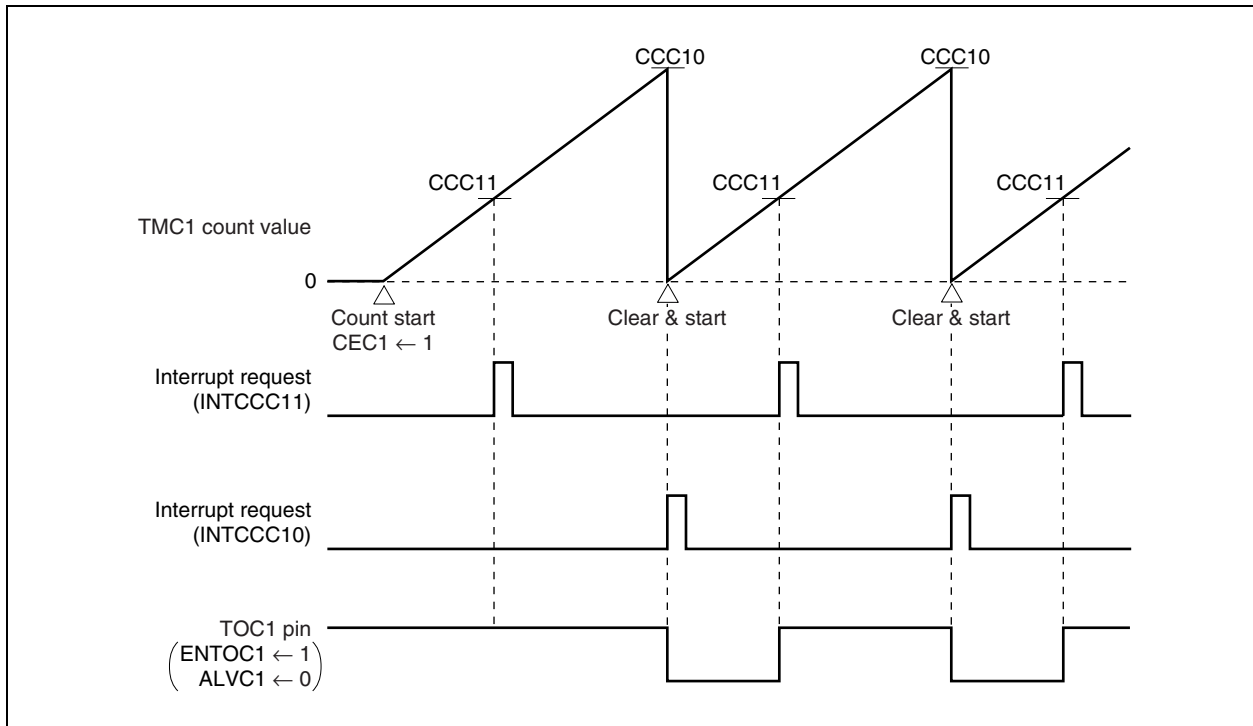 CCC10
CCC10
CCC11
CCC11
CCC11
TMC1 count value
0
Count start
CEC1 ← 1
Clear & start
Clear & start
Interrupt request
(INTCCC11)
Interrupt request
(INTCCC10)
TOC1 pin
(ENTOC1 ← 1
ALVC1 ← 0)